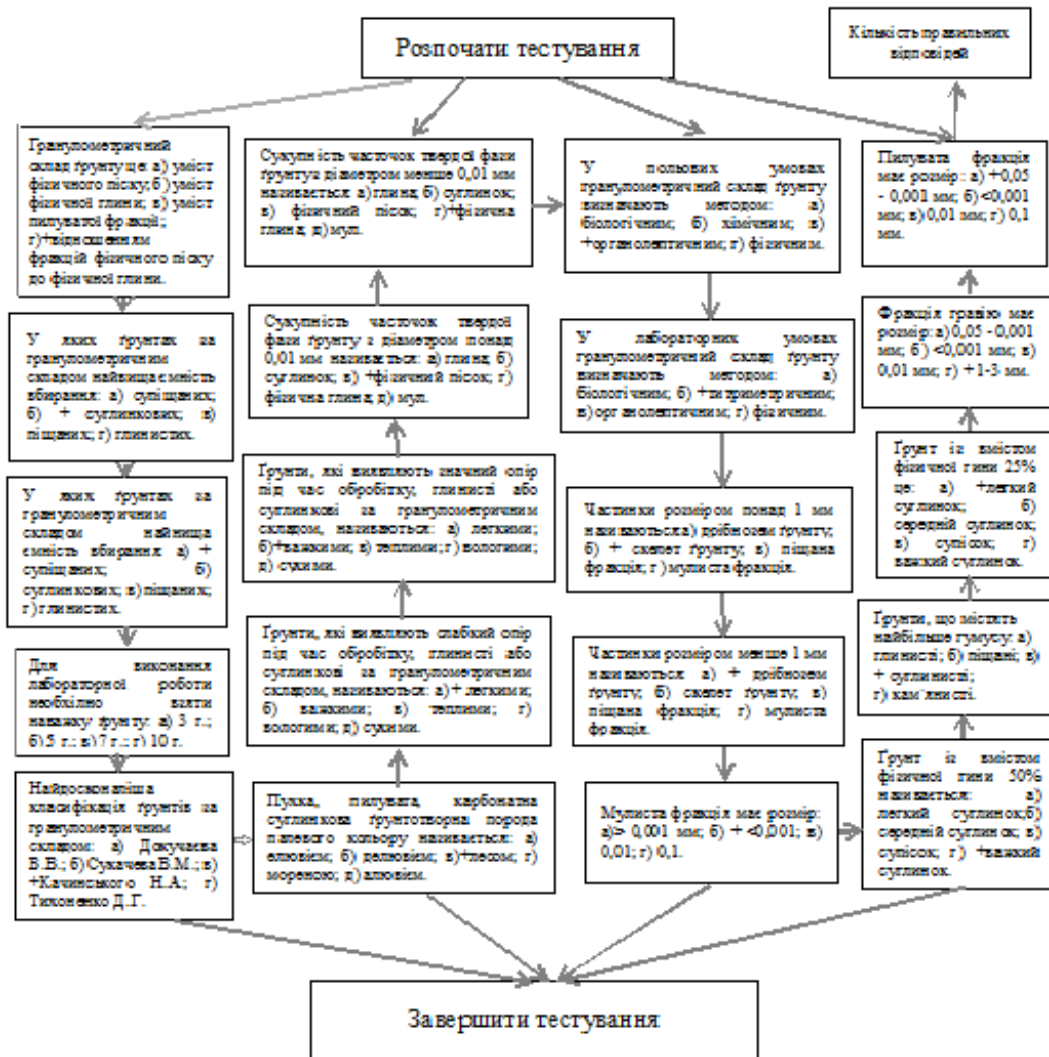 Розпочати тестування
Кількість правильних
відповідей
Гранулометричний
склад ґрунту це: а) уміст
фізичного піску; б) уміст
фізичної глини; в) уміст
пилуватої фракції;
г)+відношенням
фракцій фізичного піску
до фізичної глини.
У яких ґрунтах за
гранулометричним
складом найвища ємність
вбирання: а) супіщаних;
б) + суглинкових; в)
піщаних; г) глинистих.
У яких ґрунтах за
гранулометричним
складом найнища
ємність вбирання: а) +
супіщаних; б)
суглинкових; в) піщаних;
г) глинистих.
Для виконання
лабораторної роботи
необхілно взяти
наважку ґрунту: а) 3 г.;
б) 5 г.; в) 7 г.; г) 10 г.
Найдосконаліша
класифікація ґрунтів за
гранулометричним
складом: а) Докучаєва
В.В.; б) Сукачева В.М.; в)
+Качинського Н.А; г)
Тихоненко Д.Г.
Сукупність часточок твердої фази
ґрунту з діаметром менше 0,01 мм
називається: а) глина; б) суглинок;
в) фізичний пісок; г)+фізична
глина; д) мул.
Сукупність часточок твердої
фази ґрунту з діаметром понад
0,01 мм називається: а) глина; б)
суглинок; в) +фізичний пісок; г)
фізична глина; д) мул.
Ґрунти, які виявляють значний опір
під час обробітку, глинисті або
суглинкові за гранулометричним
складом, називаються: а) легкими;
б)+важкими; в) теплими; г) вологими;
д) сухими.
Ґрунти, які виявляють слабкий опір
під час обробітку, глинисті або
суглинкові за гранулометричним
складом, називаються: а)+ легкими;
б) важкими; в) теплими; г)
вологими; д) сухими.
Пухка, пилувата, карбонатна
суглинкова ґрунтотворна порода
палевого кольору називається: а)
елювієм; б) делювієм; в)+лесом; г)
мореною; д) алювієм.
У польових умовах
гранулометричний склад ґрунту
визначають методом: а)
біологічним; б) хімічним; в)
+органолептичним; г) фізичним.
У лабораторних умовах
гранулометричний склад ґрунту
визначають методом: а)
біологічним; б) +титриметричним;
в) органолептичним; г) фізичним.
Частинки розміром понад 1 мм
називаються:а) дрібнозем ґрунту;
б) + скелет ґрунту; в) піщана
фракція; г) мулиста фракція.
Частинки розміром менше 1 мм
називаються: а) + дрібнозем
ґрунту; б) скелет ґрунту; в)
піщана фракція; г) мулиста
фракція.
Мулиста фракція має розмір:
а)> 0,001 мм; б) + <0,001; в)
0,01; г) 0,1.
Пилувата фракція
має розмір: а) +0,05
- 0,001 мм; б) <0,001
мм; в) 0,01 мм; г) 0,1
мм.
Фракція гравію має
розмір: а) 0,05 - 0,001
мм; б) <0,001 мм; в)
0,01 мм; г) + 1-3 мм.
Ґрунт із вмістом
фізичної гини 25%
це: а) +легкий
суглинок; б)
середній суглинок;
в) супісок; г)
важкий суглинок.
Ґрунти, що містять
найбільше гумусу: а)
глинисті; б) піщані; в)
+ суглинисті;
г) кам'янисті.
Ґрунт із вмістом
фізичної гини 50%
називається: а)
легкий суглинок;б)
середній суглинок; в)
супісок; г) +важкий
суглинок.
Завершити тестування